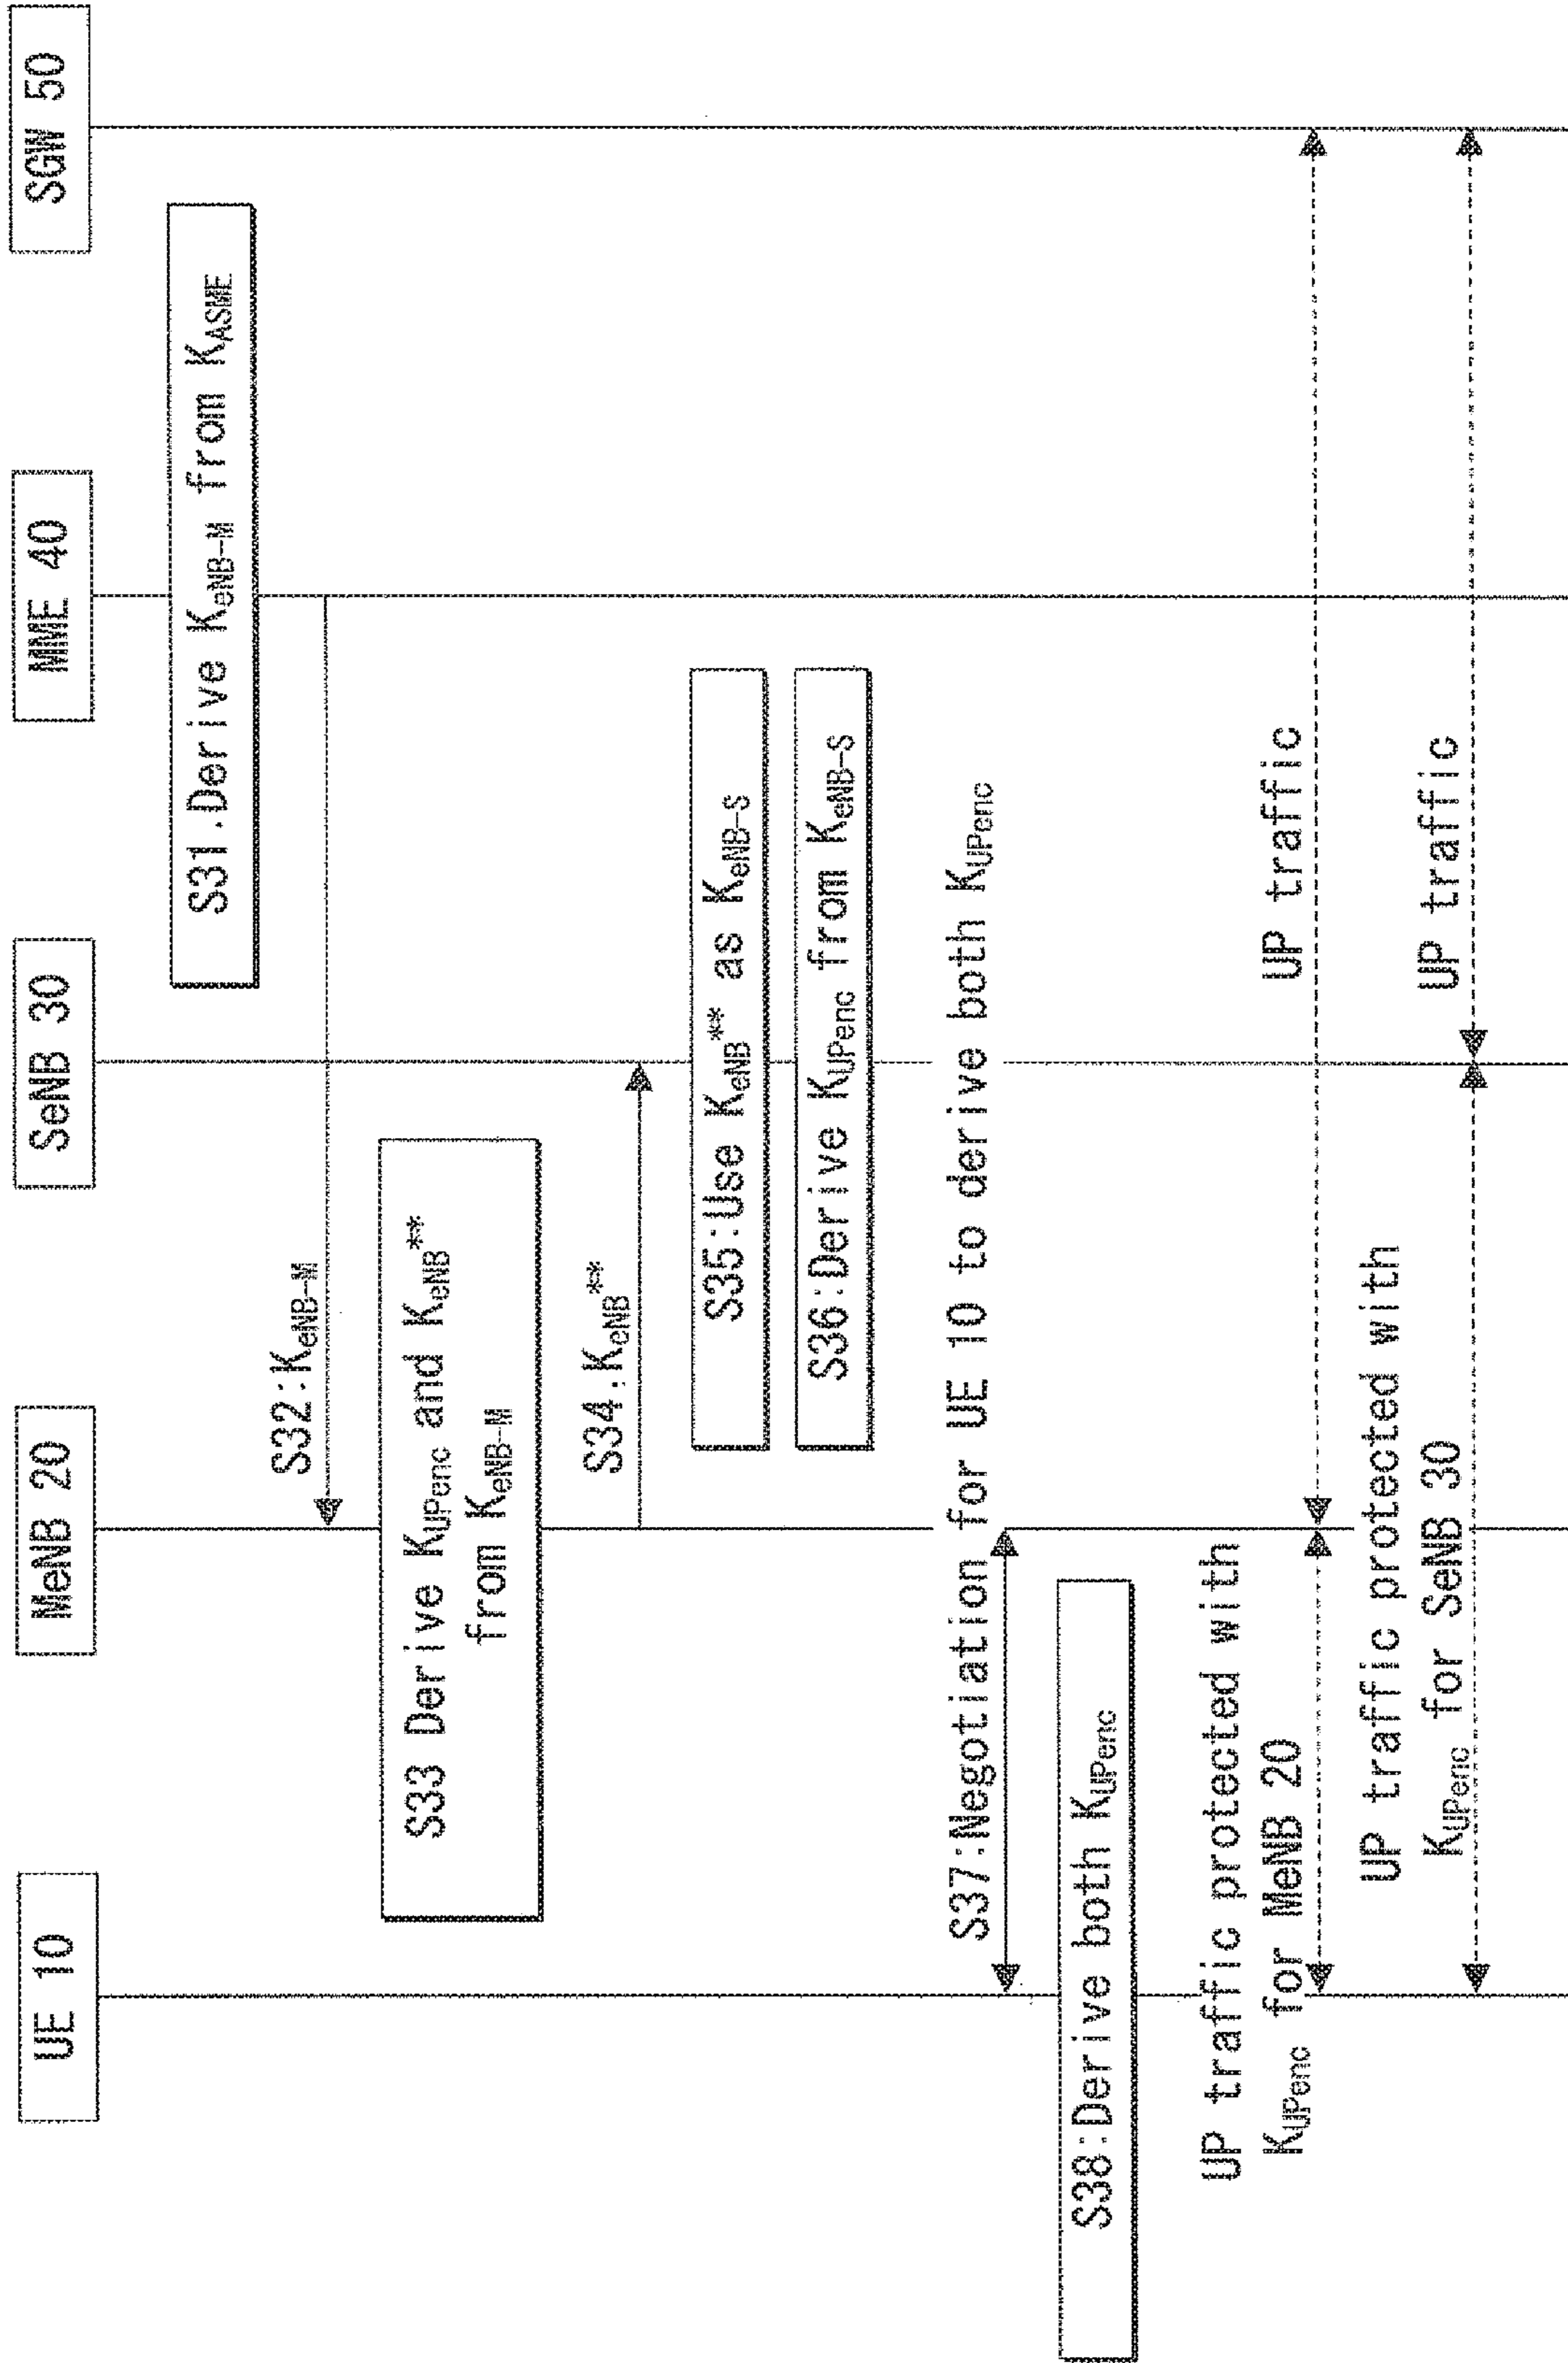 UE 10
MeNB 20
SeNB 30
MME 40
SGW 50
S31.Derive KeNB-M from KASME
S32:KeNB-M
S33 Derive KUPenc and KeNB**
from KeNB-M
S34.KeNB**
S35:Use KeNB** as KeNB-S
S36:Derive KUPenc from KeNB-S
S37:Negotiation for UE 10 to derive both KUPenc
S38:Derive both KUPenc
UP traffic protected with
KUPenc for MeNB 20
UP traffic
UP traffic protected with
KUPenc for SeNB 30
UP traffic